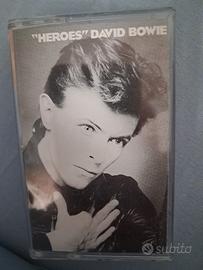 "HEROES" DAVID BOWIE
subito